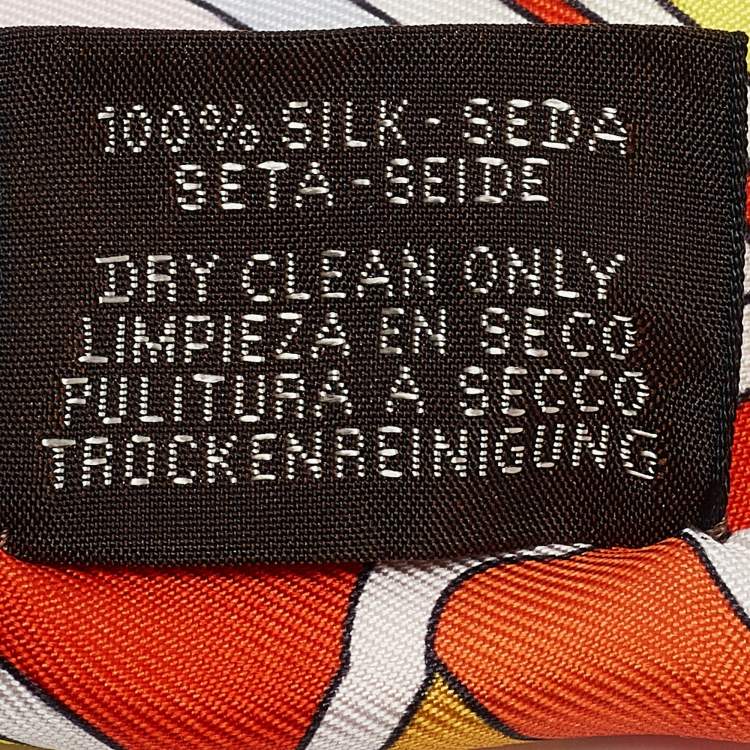 100% SILK - SEDA
SETA - SEIDE
DRY CLEAN ONLY
LIMPIEZA EN SECO
PULITURA A SECCO
TROCKENREINIGUNG